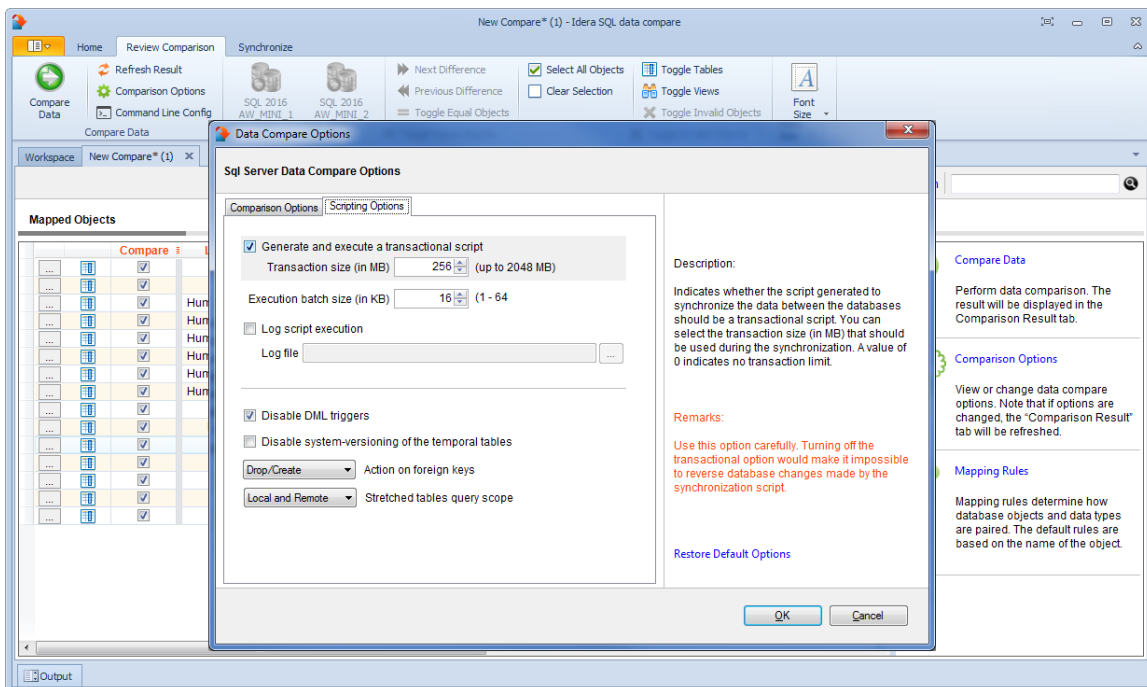 New Compare* (1) - Idera SQL data compare
Home
Review Comparison
Synchronize
Compare
Data
Refresh Result
Comparison Options
Command Line Config
Compare Data
SQL 2016
AW_MINI_1
SQL 2016
AW_MINI_2
Next Difference
Previous Difference
Toggle Equal Objects
Select All Objects
Clear Selection
Toggle Tables
Toggle Views
Toggle Invalid Objects
Font
Size
Workspace
New Compare* (1)
Mapped Objects
Compare
Hum
Hum
Hum
Hum
Hum
Hum
Data Compare Options
Sql Server Data Compare Options
Comparison Options
Scripting Options
Generate and execute a transactional script
Transaction size (in MB) 256 (up to 2048 MB)
Execution batch size (in KB) 16 (1 - 64
Log script execution
Log file ...
Disable DML triggers
Disable system-versioning of the temporal tables
Drop/Create Action on foreign keys
Local and Remote Stretched tables query scope
Description:
Indicates whether the script generated to
synchronize the data between the databases
should be a transactional script. You can
select the transaction size (in MB) that should
be used during the synchronization. A value of
0 indicates no transaction limit.
Remarks:
Use this option carefully. Turning off the
transactional option would make it impossible
to reverse database changes made by the
synchronization script.
Restore Default Options
OK
Cancel
Compare Data
Perform data comparison. The
result will be displayed in the
Comparison Result tab.
Comparison Options
View or change data compare
options. Note that if options are
changed, the "Comparison Result"
tab will be refreshed.
Mapping Rules
Mapping rules determine how
database objects and data types
are paired. The default rules are
based on the name of the object.
Output